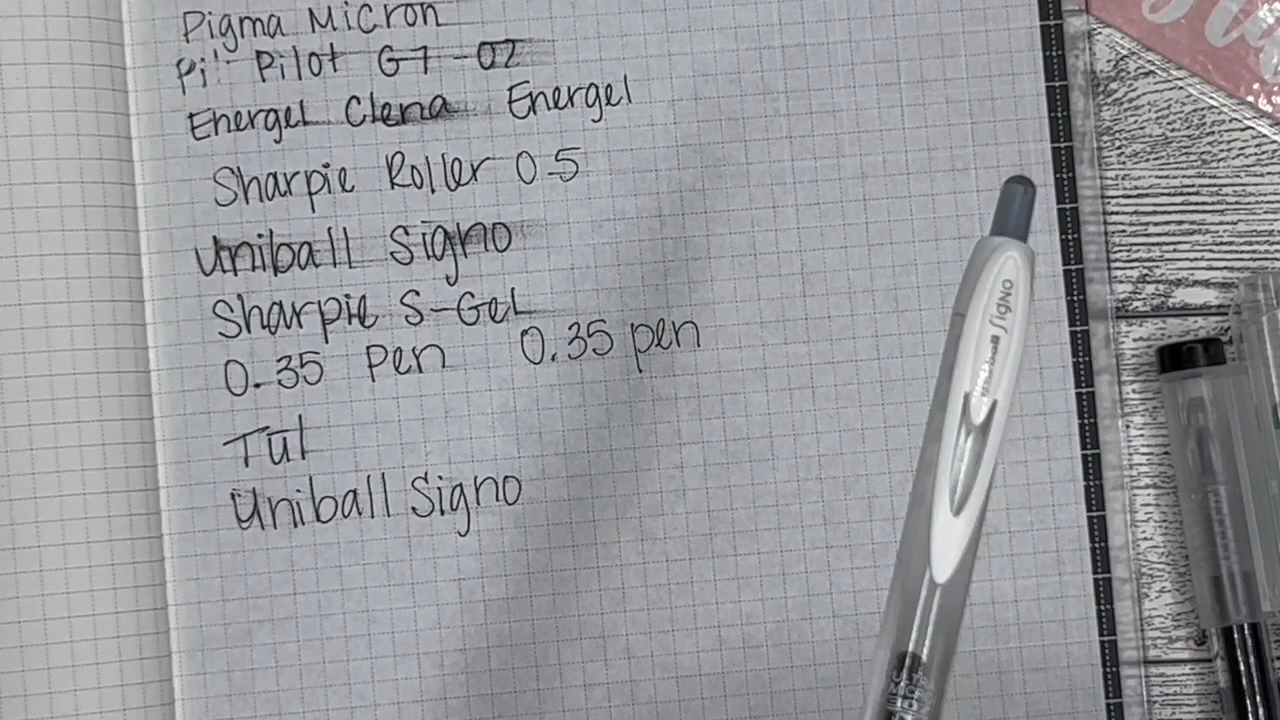 Pigma Micron
Pi Pilot G7-02
Energel Clena Energel
Sharpie Roller 0.5
Uniball Signo
Sharpie S-Gel
0.35 pen 0.35 pen
Tul
Uniball Signo
uniball Signo